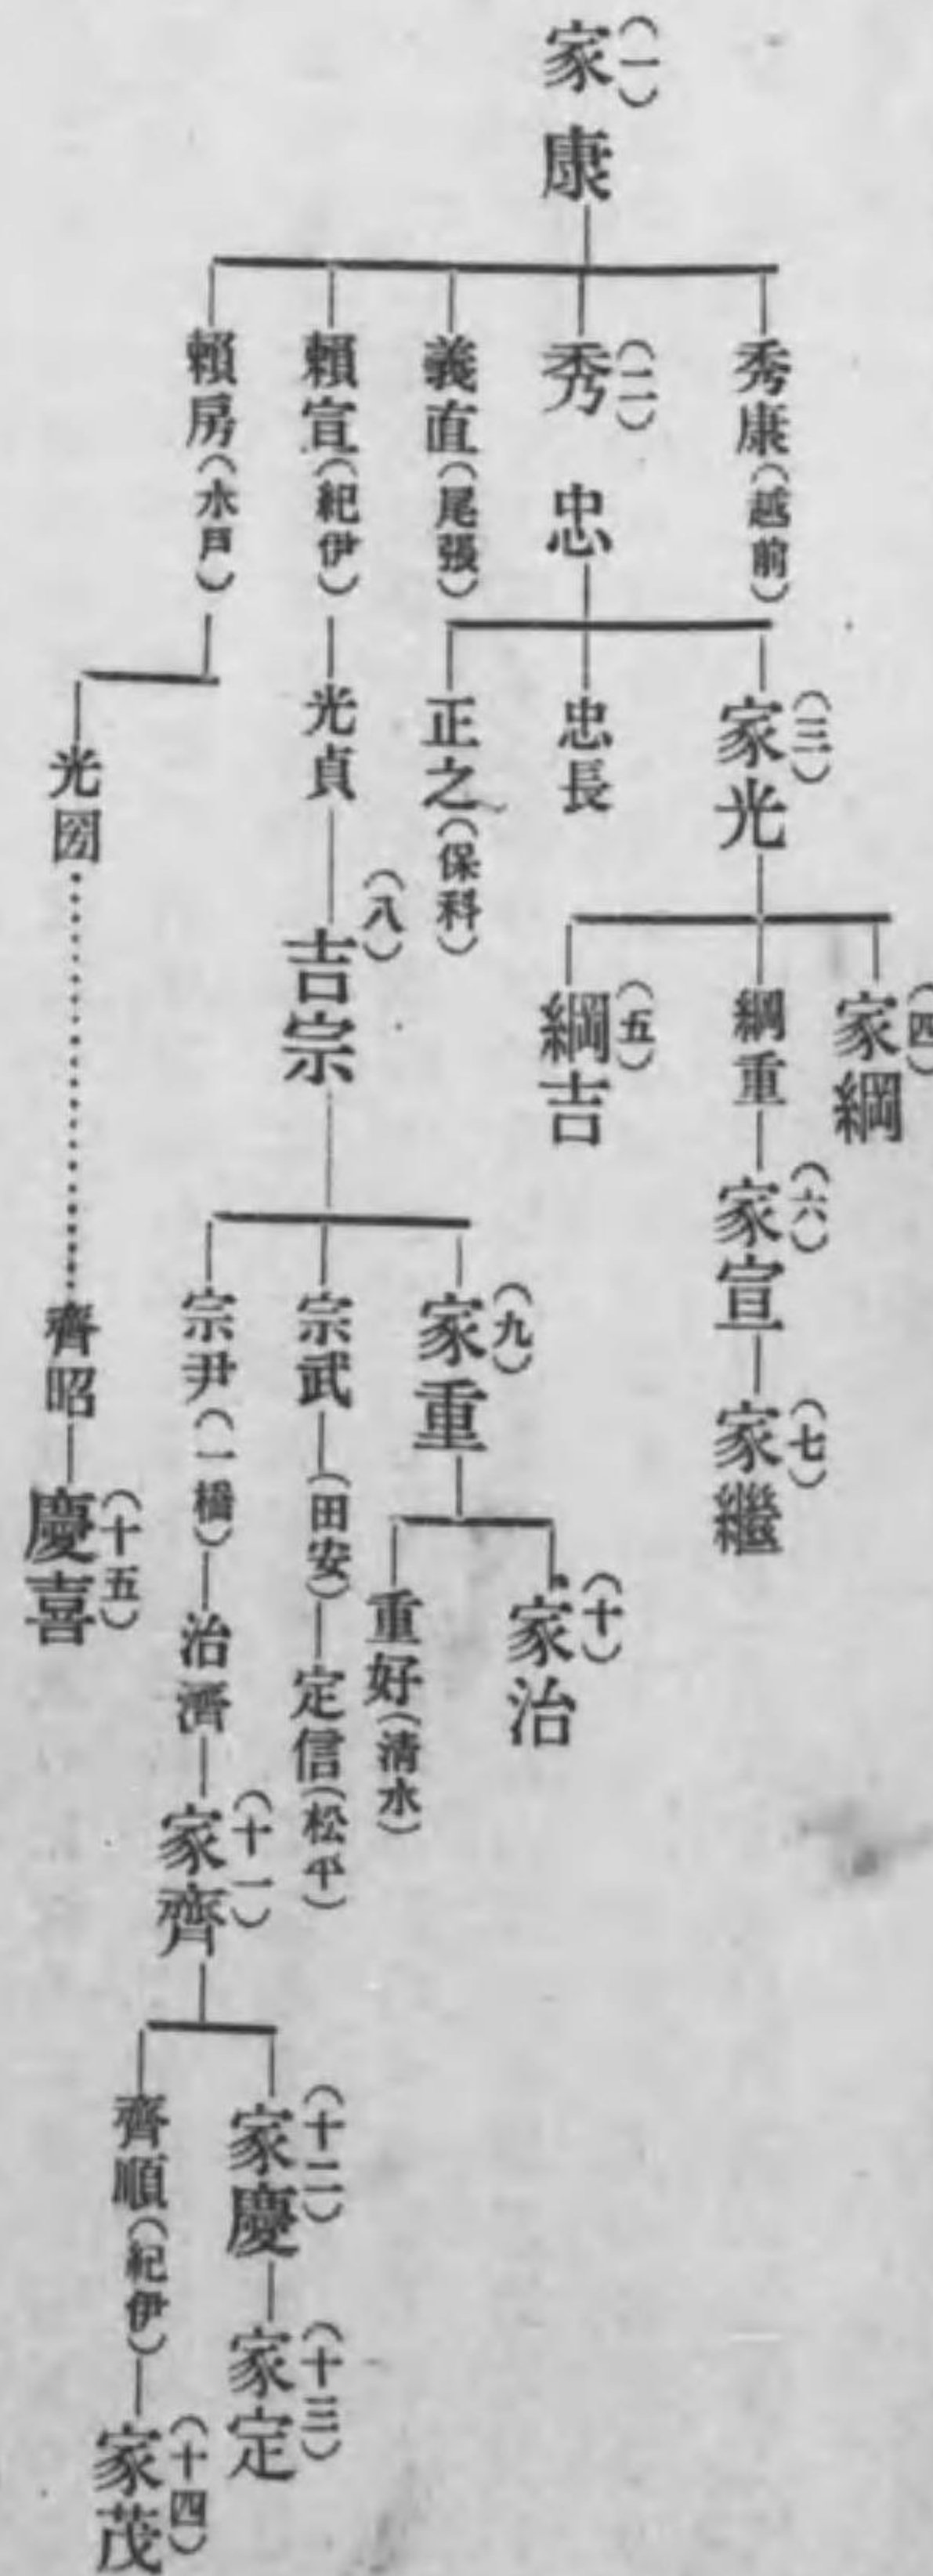 (一)
家康
秀康(越前)
(二)
秀忠
義直(尾張)
賴宣(紀伊)
賴房(水戸)
(三)
家光
忠長
正之(保科)
光貞
光圀
(四)
家綱
綱重
(五)
綱吉
(六)
家宣
(七)
家繼
(八)
吉宗
(九)
家重
宗武
(田安)
宗尹(一橋)
(十)
家治
重好(清水)
定信(松平)
治濟
(十一)
家齊
(十二)
家慶
(十三)
家定
齊順(紀伊)
(十四)
家茂
齊昭
(十五)
慶喜